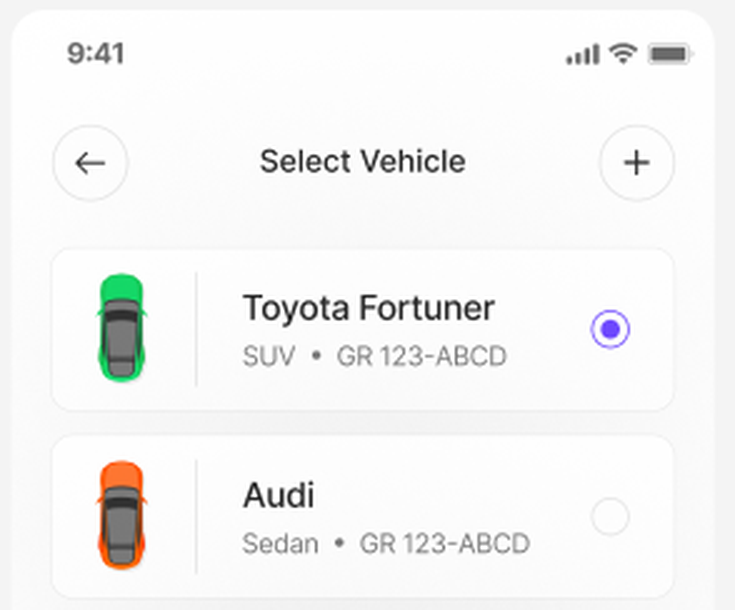 9:41
Select Vehicle
Toyota Fortuner
SUV • GR 123-ABCD
Audi
Sedan • GR 123-ABCD